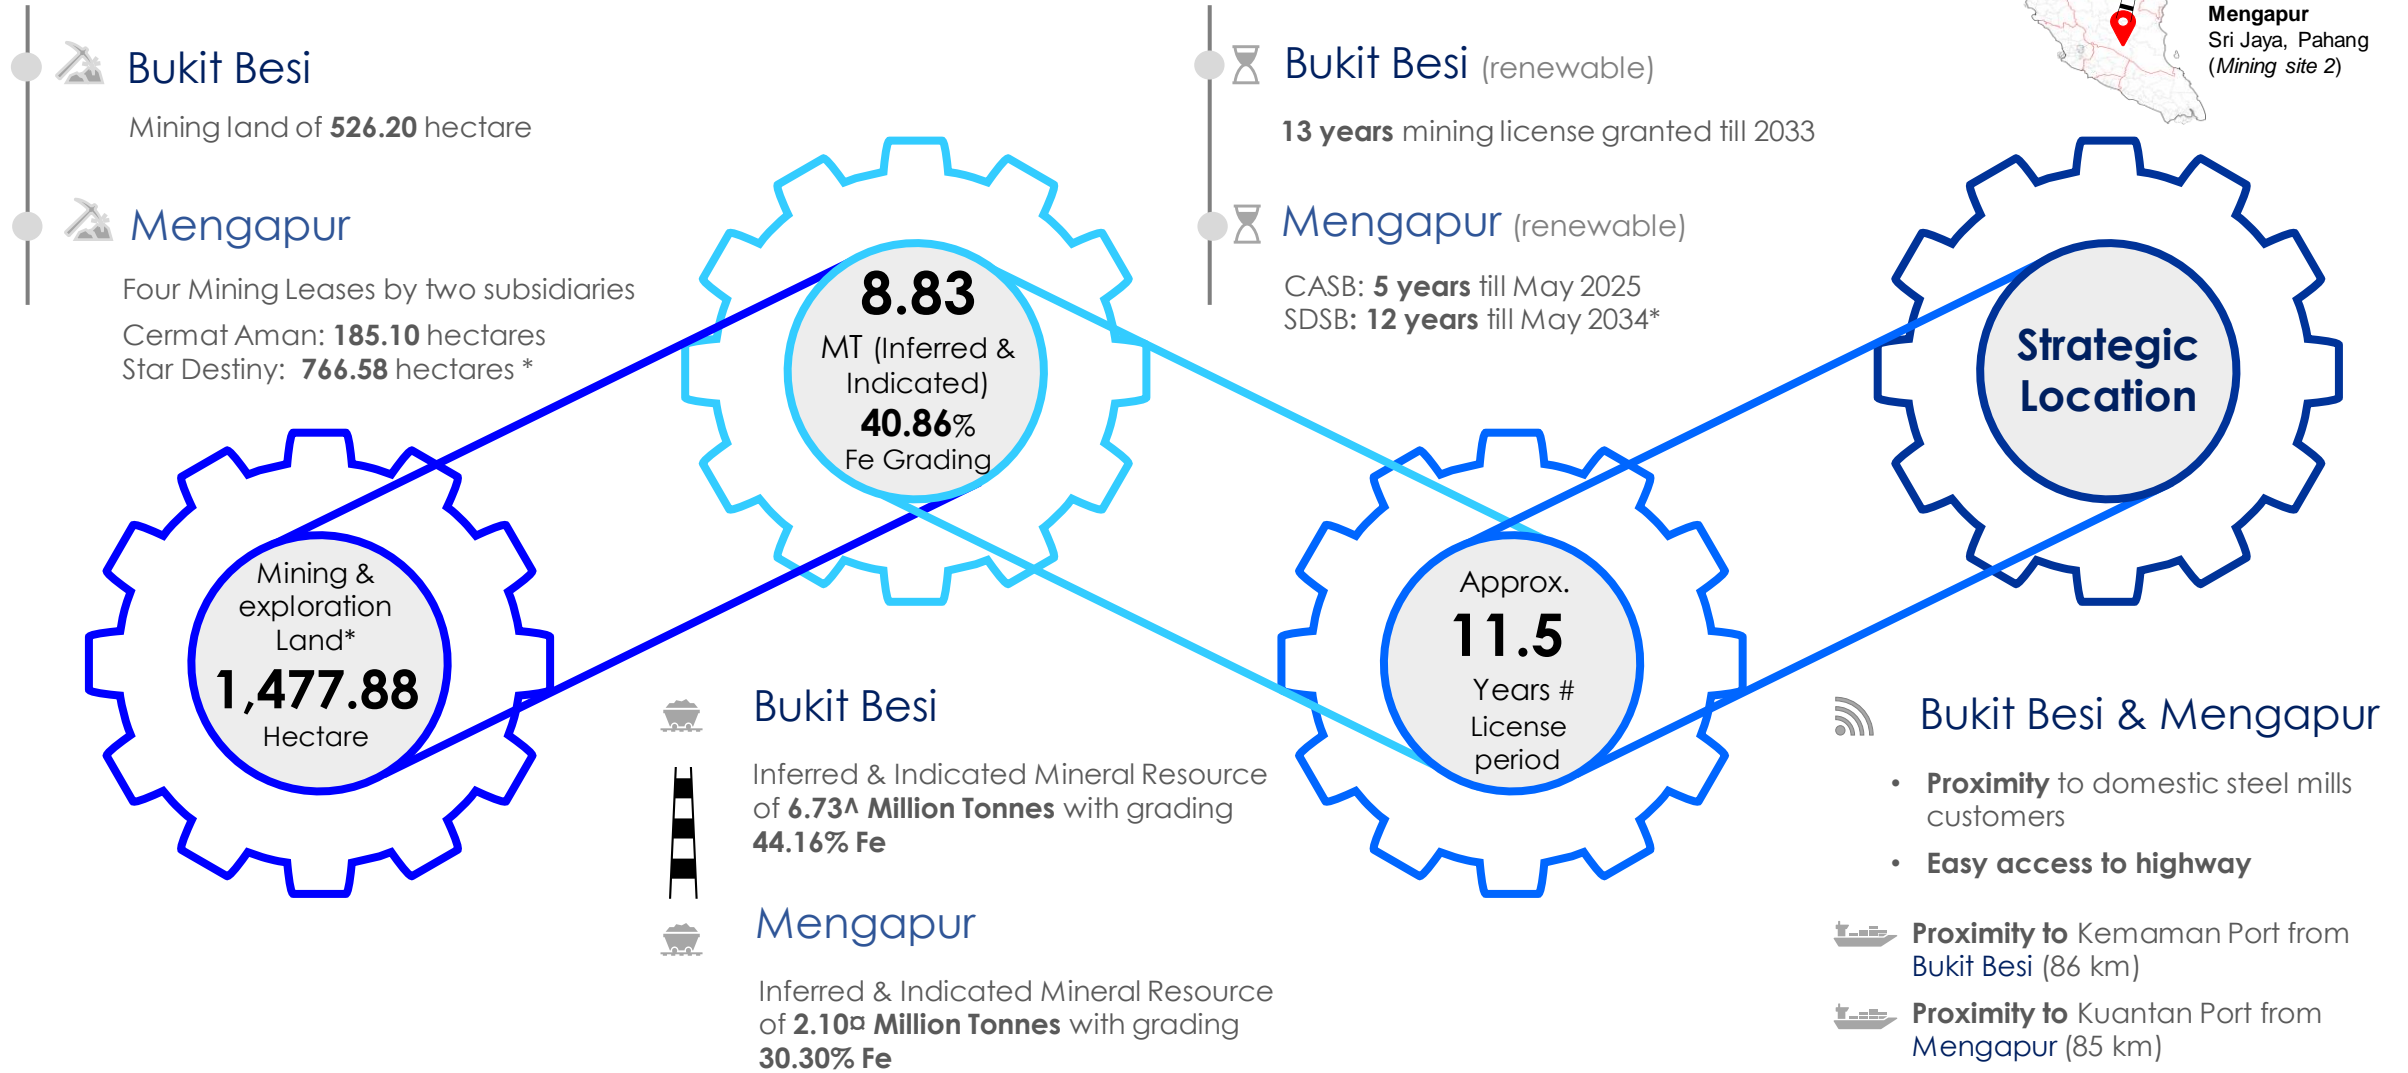 Bukit Besi
Mining land of 526.20 hectare
Mengapur
Four Mining Leases by two subsidiaries
Cermat Aman: 185.10 hectares
Star Destiny: 766.58 hectares *
Mining &
exploration
Land*
1,477.88
Hectare
8.83
MT (Inferred &
Indicated)
40.86%
Fe Grading
Bukit Besi
Inferred & Indicated Mineral Resource
of 6.73^ Million Tonnes with grading
44.16% Fe
Mengapur
Inferred & Indicated Mineral Resource
of 2.10¤ Million Tonnes with grading
30.30% Fe
Bukit Besi (renewable)
13 years mining license granted till 2033
Mengapur (renewable)
CASB: 5 years till May 2025
SDSB: 12 years till May 2034*
Approx.
11.5
Years #
License
period
Mengapur
Sri Jaya, Pahang
(Mining site 2)
Strategic
Location
Bukit Besi & Mengapur
• Proximity to domestic steel mills
customers
• Easy access to highway
Proximity to Kemaman Port from
Bukit Besi (86 km)
Proximity to Kuantan Port from
Mengapur (85 km)